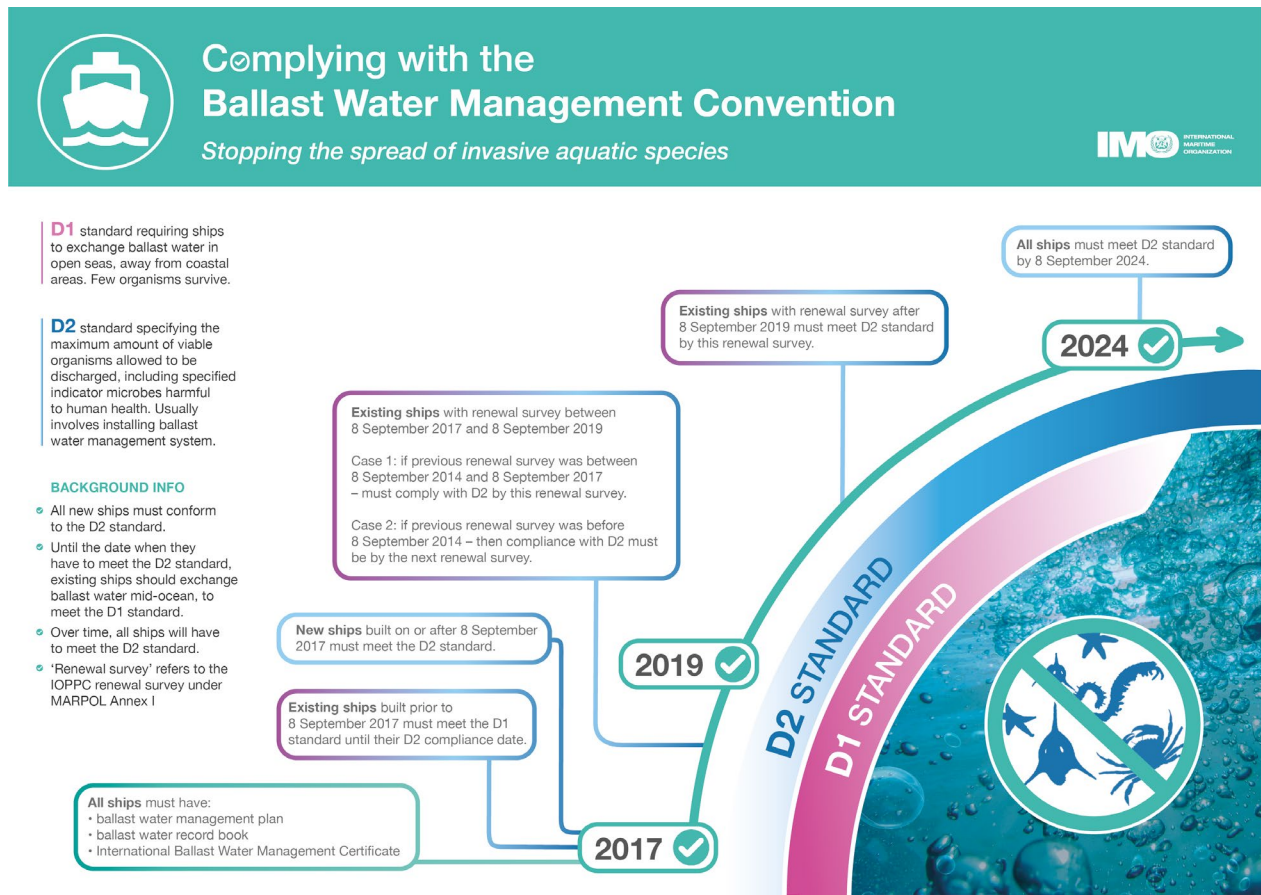 Complying with the
Ballast Water Management Convention
Stopping the spread of invasive aquatic species
IMO
INTERNATIONAL
MARITIME
ORGANIZATION
D1 standard requiring ships
to exchange ballast water in
open seas, away from coastal
areas. Few organisms survive.
D2 standard specifying the
maximum amount of viable
organisms allowed to be
discharged, including specified
indicator microbes harmful
to human health. Usually
involves installing ballast
water management system.
BACKGROUND INFO
All new ships must conform
to the D2 standard.
Until the date when they
have to meet the D2 standard,
existing ships should exchange
ballast water mid-ocean, to
meet the D1 standard.
Over time, all ships will have
to meet the D2 standard.
‘Renewal survey’ refers to the
IOPPC renewal survey under
MARPOL Annex I
All ships must meet D2 standard
by 8 September 2024.
2024
Existing ships with renewal survey after
8 September 2019 must meet D2 standard
by this renewal survey.
Existing ships with renewal survey between
8 September 2017 and 8 September 2019
Case 1: if previous renewal survey was between
8 September 2014 and 8 September 2017
– must comply with D2 by this renewal survey.
Case 2: if previous renewal survey was before
8 September 2014 – then compliance with D2 must
be by the next renewal survey.
2019
New ships built on or after 8 September
2017 must meet the D2 standard.
Existing ships built prior to
8 September 2017 must meet the D1
standard until their D2 compliance date.
All ships must have:
• ballast water management plan
• ballast water record book
• International Ballast Water Management Certificate
2017
D2 STANDARD
D1 STANDARD